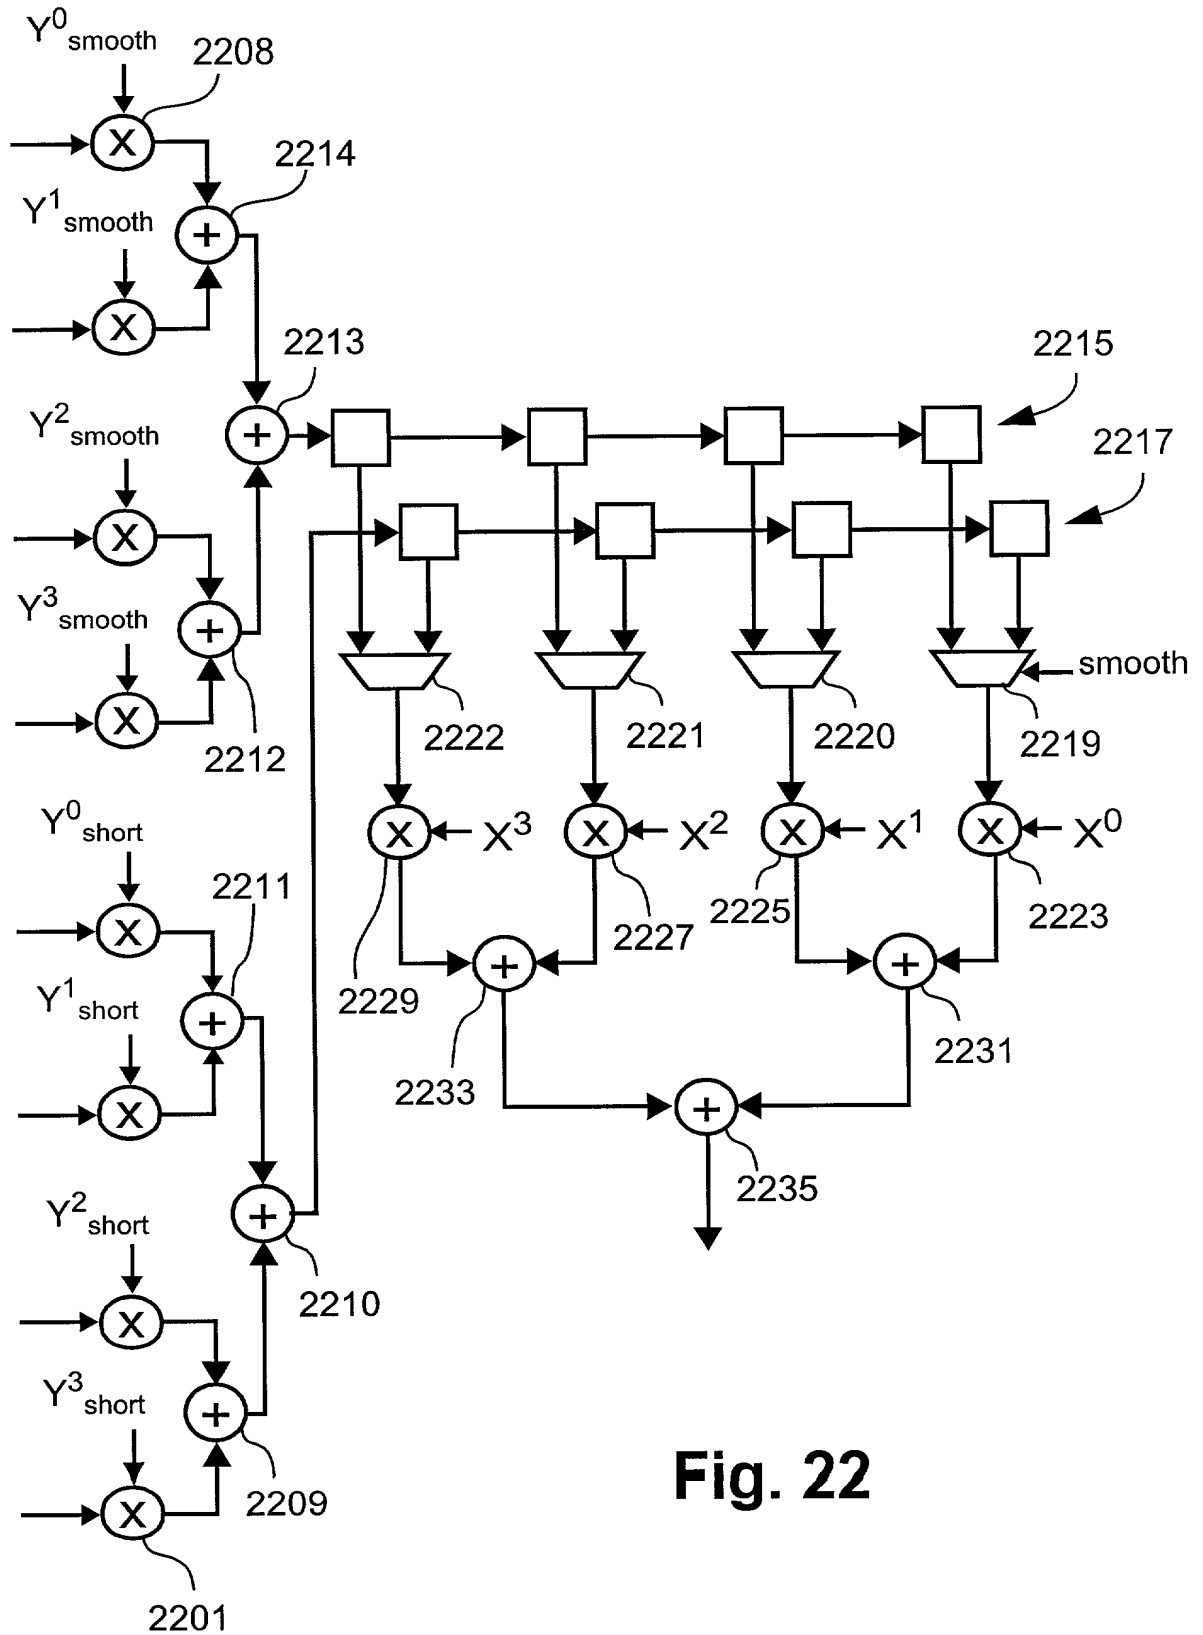 Y⁰smooth
2208
2214
Y¹smooth
2213
2215
Y²smooth
2217
Y³smooth
smooth
2212
2222
2221
2220
2219
Y⁰short
X³
X²
X¹
X⁰
2211
2225
2223
2227
Y¹short
2229
2231
2233
2235
Y²short
2210
Y³short
Fig. 22
2209
2201
X
X
X
X
X
X
X
X
X
X
X
X
+
+
+
+
+
+
+
+
+